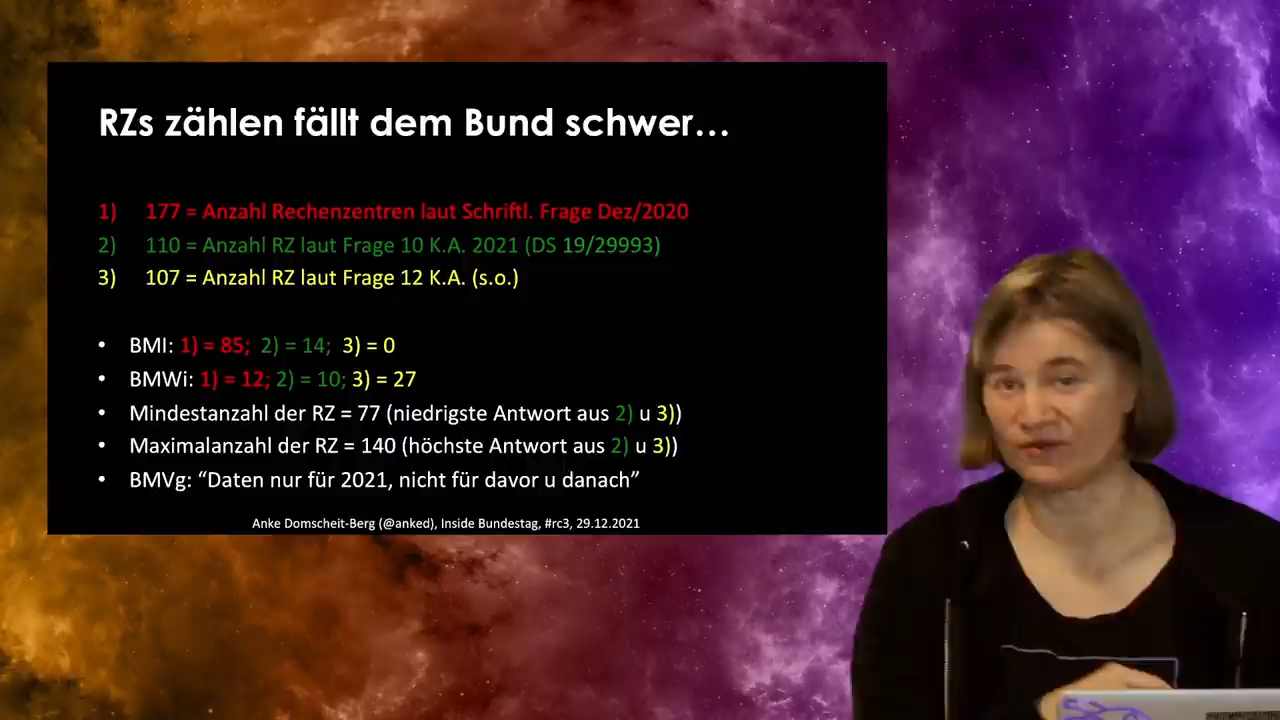 RZs zählen fällt dem Bund schwer…
1) 177 = Anzahl Rechenzentren laut Schriftl. Frage Dez/2020
2) 110 = Anzahl RZ laut Frage 10 K.A. 2021 (DS 19/29993)
3) 107 = Anzahl RZ laut Frage 12 K.A. (s.o.)
• BMI: 1) = 85; 2) = 14; 3) = 0
• BMWi: 1) = 12; 2) = 10; 3) = 27
• Mindestanzahl der RZ = 77 (niedrigste Antwort aus 2) u 3))
• Maximalanzahl der RZ = 140 (höchste Antwort aus 2) u 3))
• BMVg: “Daten nur für 2021, nicht für davor u danach”
Anke Domscheit-Berg (@anked), Inside Bundestag, #rc3, 29.12.2021